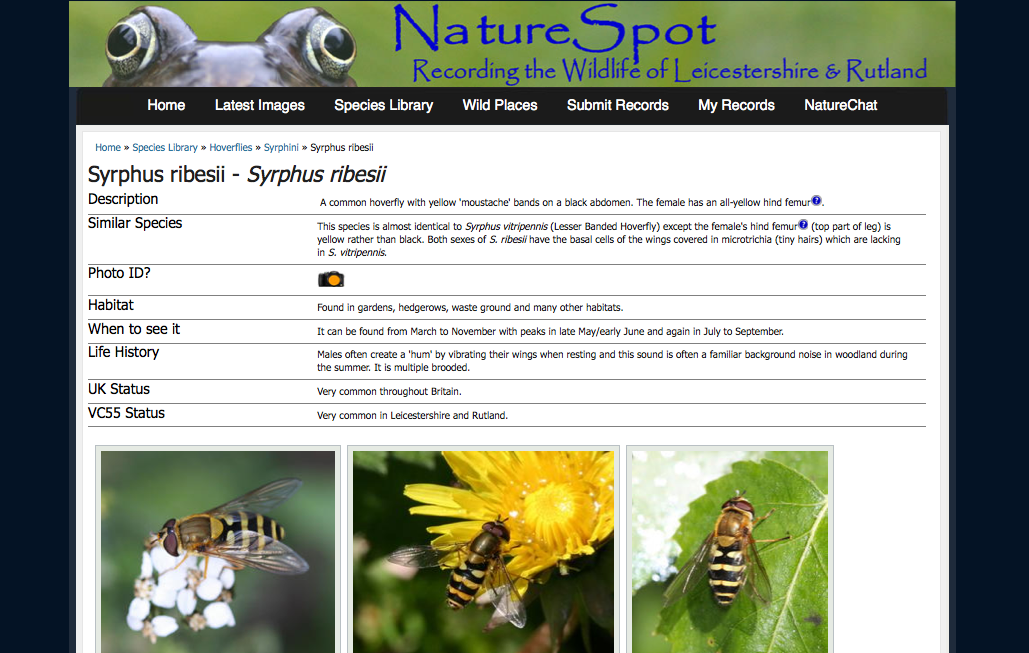 NatureSpot
Recording the Wildlife of Leicestershire & Rutland
Home Latest Images Species Library Wild Places Submit Records My Records NatureChat
Home » Species Library » Hoverflies » Syrphini » Syrphus ribesii
Syrphus ribesii - Syrphus ribesii
Description
A common hoverfly with yellow 'moustache' bands on a black abdomen. The female has an all-yellow hind femur?.
Similar Species
This species is almost identical to Syrphus vitripennis (Lesser Banded Hoverfly) except the female's hind femur? (top part of leg) is
yellow rather than black. Both sexes of S. ribesii have the basal cells of the wings covered in microtrichia (tiny hairs) which are lacking
in S. vitripennis.
Photo ID?
Habitat
Found in gardens, hedgerows, waste ground and many other habitats.
When to see it
It can be found from March to November with peaks in late May/early June and again in July to September.
Life History
Males often create a 'hum' by vibrating their wings when resting and this sound is often a familiar background noise in woodland during
the summer. It is multiple brooded.
UK Status
Very common throughout Britain.
VC55 Status
Very common in Leicestershire and Rutland.